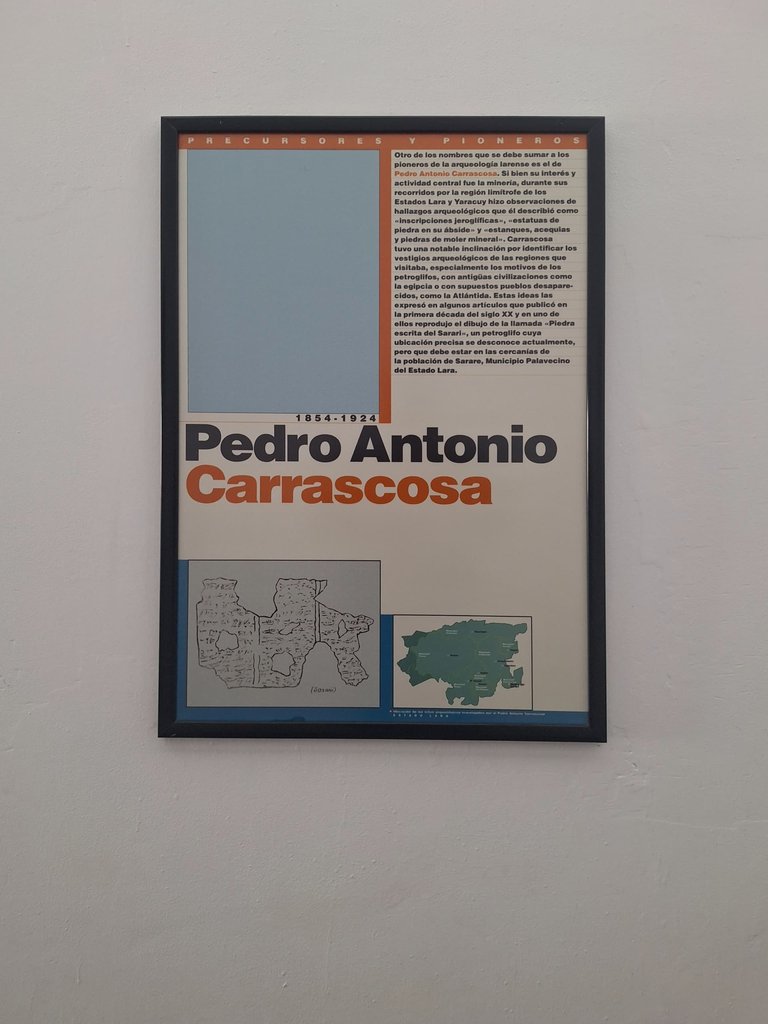 PRECURSORES Y PIONEROS
Otro de los nombres que se debe sumar a los
pioneros de la arqueología larense es el de
Pedro Antonio Carrascosa. Si bien su interés y
actividad central fue la minería, durante sus
recorridos por la región limítrofe de los
Estados Lara y Yaracuy hizo observaciones de
hallazgos arqueológicos que él describió como
«inscripciones jeroglíficas», «estatuas de
piedra en su ábside» y «estanques, acequias
y piedras de moler mineral». Carrascosa
tuvo una notable inclinación por identificar los
vestigios arqueológicos de las regiones que
visitaba, especialmente los motivos de los
petroglifos, con antigüas civilizaciones como
la egipcia o con supuestos pueblos desapare-
cidos, como la Atlántida. Estas ideas las
expresó en algunos artículos que publicó en
la primera década del siglo XX y en uno de
ellos reprodujo el dibujo de la llamada «Piedra
escrita del Sarari», un petroglifo cuya
ubicación precisa se desconoce actualmente,
pero que debe estar en las cercanías de
la población de Sarare, Municipio Palavecino
del Estado Lara.
1854-1924
Pedro Antonio
Carrascosa
ESTADO LARA